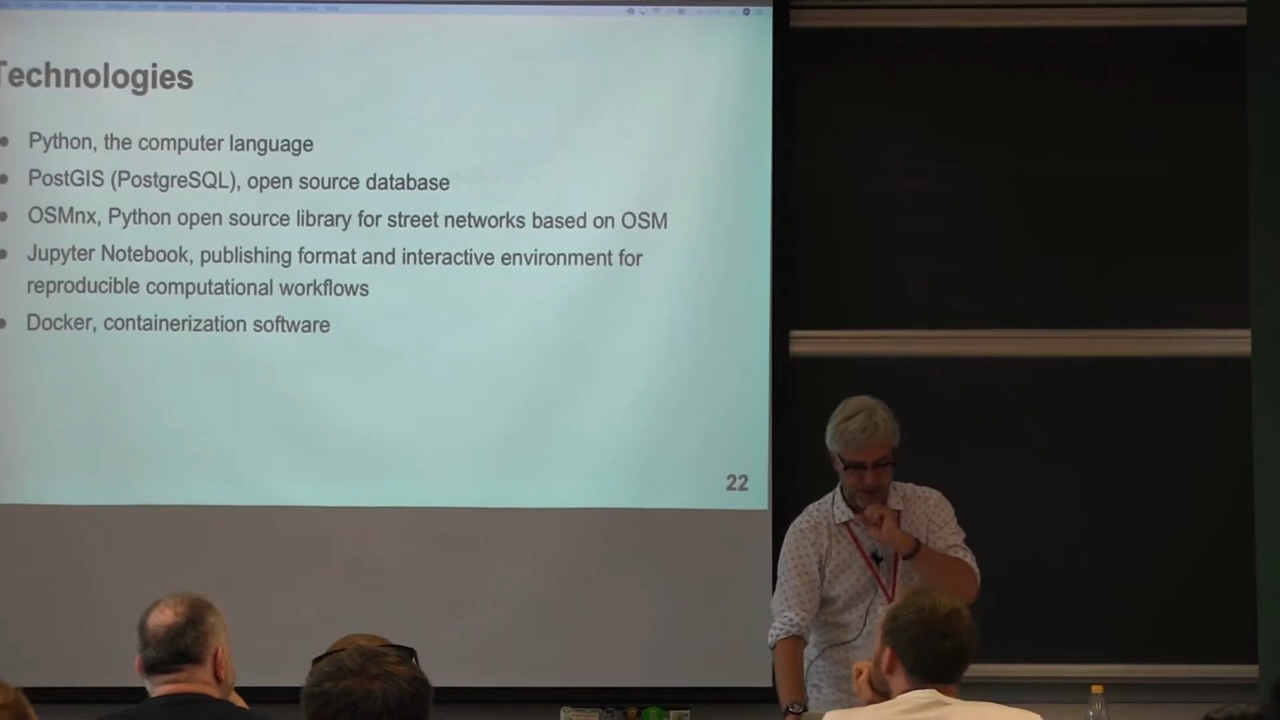 Technologies
Python, the computer language
PostGIS (PostgreSQL), open source database
OSMnx, Python open source library for street networks based on OSM
Jupyter Notebook, publishing format and interactive environment for
reproducible computational workflows
Docker, containerization software
22